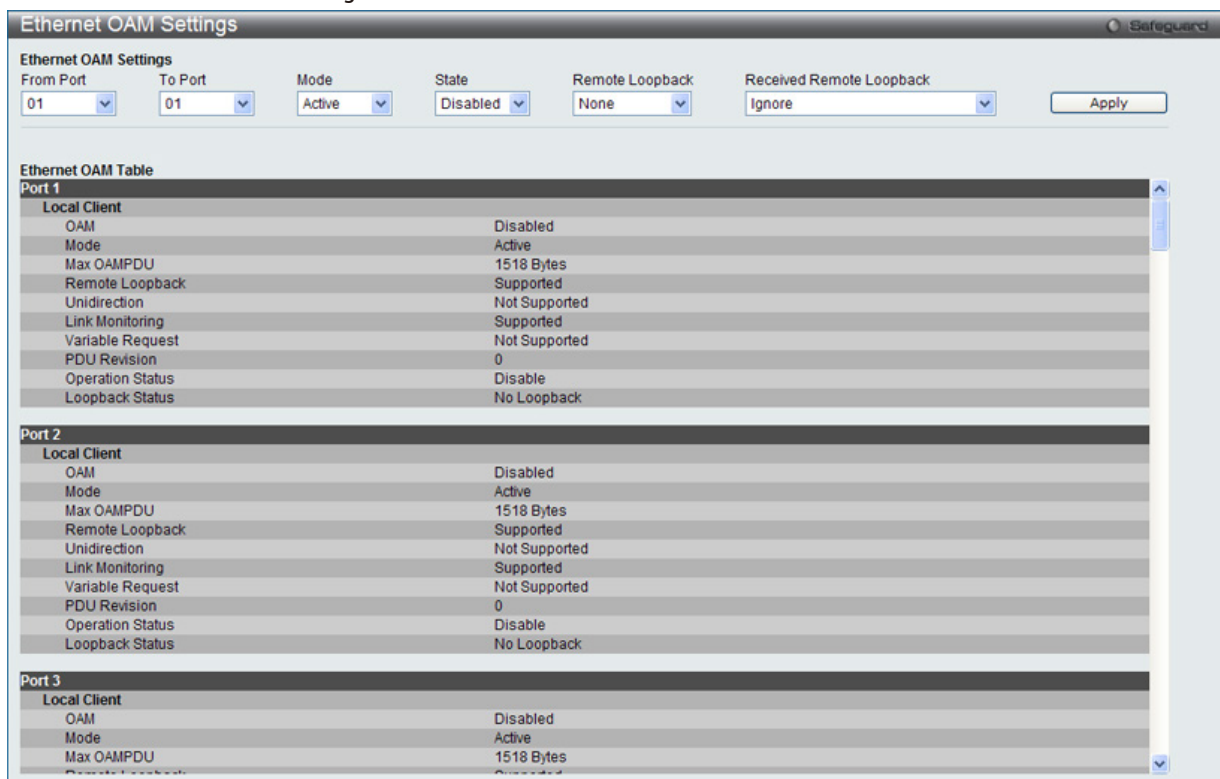 Ethernet OAM Settings
Safeguard
Ethernet OAM Settings
From Port To Port Mode State Remote Loopback Received Remote Loopback
01 01 Active Disabled None Ignore Apply
Ethernet OAM Table
Port 1
Local Client
OAM Disabled
Mode Active
Max OAMPDU 1518 Bytes
Remote Loopback Supported
Unidirection Not Supported
Link Monitoring Supported
Variable Request Not Supported
PDU Revision 0
Operation Status Disable
Loopback Status No Loopback
Port 2
Local Client
OAM Disabled
Mode Active
Max OAMPDU 1518 Bytes
Remote Loopback Supported
Unidirection Not Supported
Link Monitoring Supported
Variable Request Not Supported
PDU Revision 0
Operation Status Disable
Loopback Status No Loopback
Port 3
Local Client
OAM Disabled
Mode Active
Max OAMPDU 1518 Bytes